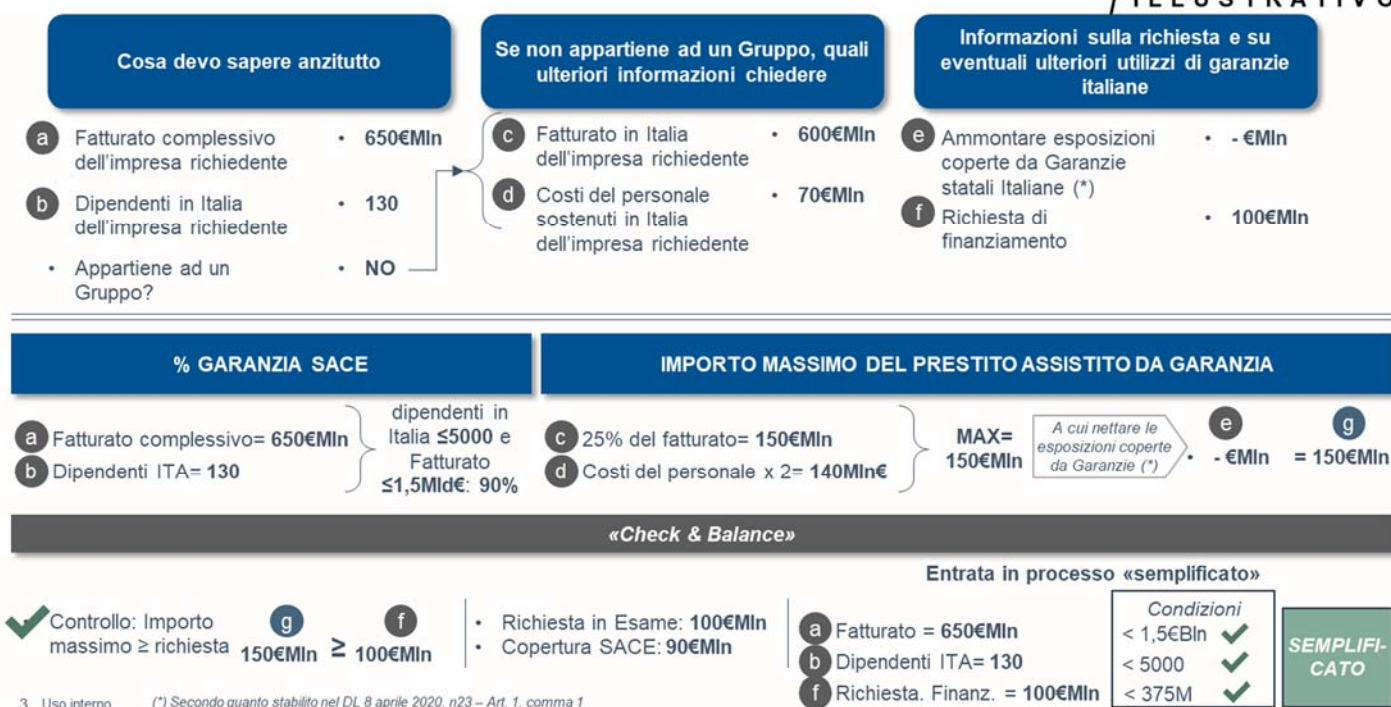 ILLUSTRATIVO
Cosa devo sapere anzitutto
a Fatturato complessivo
dell'impresa richiedente
• 650€Mln
b Dipendenti in Italia
dell'impresa richiedente
• 130
• Appartiene ad un
Gruppo?
• NO
Se non appartiene ad un Gruppo, quali
ulteriori informazioni chiedere
c Fatturato in Italia
dell'impresa richiedente
• 600€Mln
d Costi del personale
sostenuti in Italia
dell'impresa richiedente
• 70€Mln
Informazioni sulla richiesta e su
eventuali ulteriori utilizzi di garanzie
italiane
e Ammontare esposizioni
coperte da Garanzie
statali Italiane (*)
• - €Mln
f Richiesta di
finanziamento
• 100€Mln
% GARANZIA SACE
a Fatturato complessivo= 650€Mln
b Dipendenti ITA= 130
dipendenti in
Italia ≤5000 e
Fatturato
≤1,5Mld€: 90%
IMPORTO MASSIMO DEL PRESTITO ASSISTITO DA GARANZIA
c 25% del fatturato= 150€Mln
d Costi del personale x 2= 140Mln€
MAX=
150€Mln
A cui nettare le
esposizioni coperte
da Garanzie (*)
e
• - €Mln
g
= 150€Mln
«Check & Balance»
Controllo: Importo
massimo ≥ richiesta
g
150€Mln
≥
f
100€Mln
• Richiesta in Esame: 100€Mln
• Copertura SACE: 90€Mln
Entrata in processo «semplificato»
a Fatturato = 650€Mln
b Dipendenti ITA= 130
f Richiesta. Finanz. = 100€Mln
Condizioni
< 1,5€Bln
< 5000
< 375M
SEMPLIFI-
CATO
3 Uso interno (*) Secondo quanto stabilito nel DL 8 aprile 2020, n23 – Art. 1, comma 1